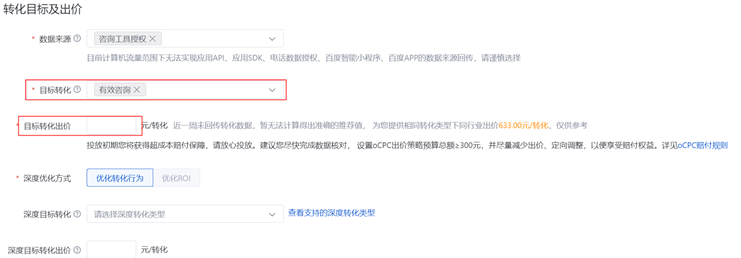 转化目标及出价
* 数据来源 ? 咨询工具授权 ×
目前计算机流量范围下无法实现应用API，应用SDK、电话数据授权、百度智能小程序、百度APP的数据来源回传，请谨慎选择
* 目标转化 ? 有效咨询 ×
* 目标转化出价 元/转化 近一周未回传转化数据，暂无法计算得出准确的推荐值， 为您提供相同转化类型下同行业出价633.00元/转化，仅供参考
投放初期您将获得超成本赔付保障，请放心投放。建议您尽快完成数据核对， 设置oCPC出价策略预算总额≥300元，并尽量减少出价、定向调整，以便享受赔付权益。详见oCPC赔付规则
* 深度优化方式 优化转化行为 优化ROI
深度目标转化 ? 请选择深度转化类型 查看支持的深度转化类型
深度目标转化出价 ? 元/转化